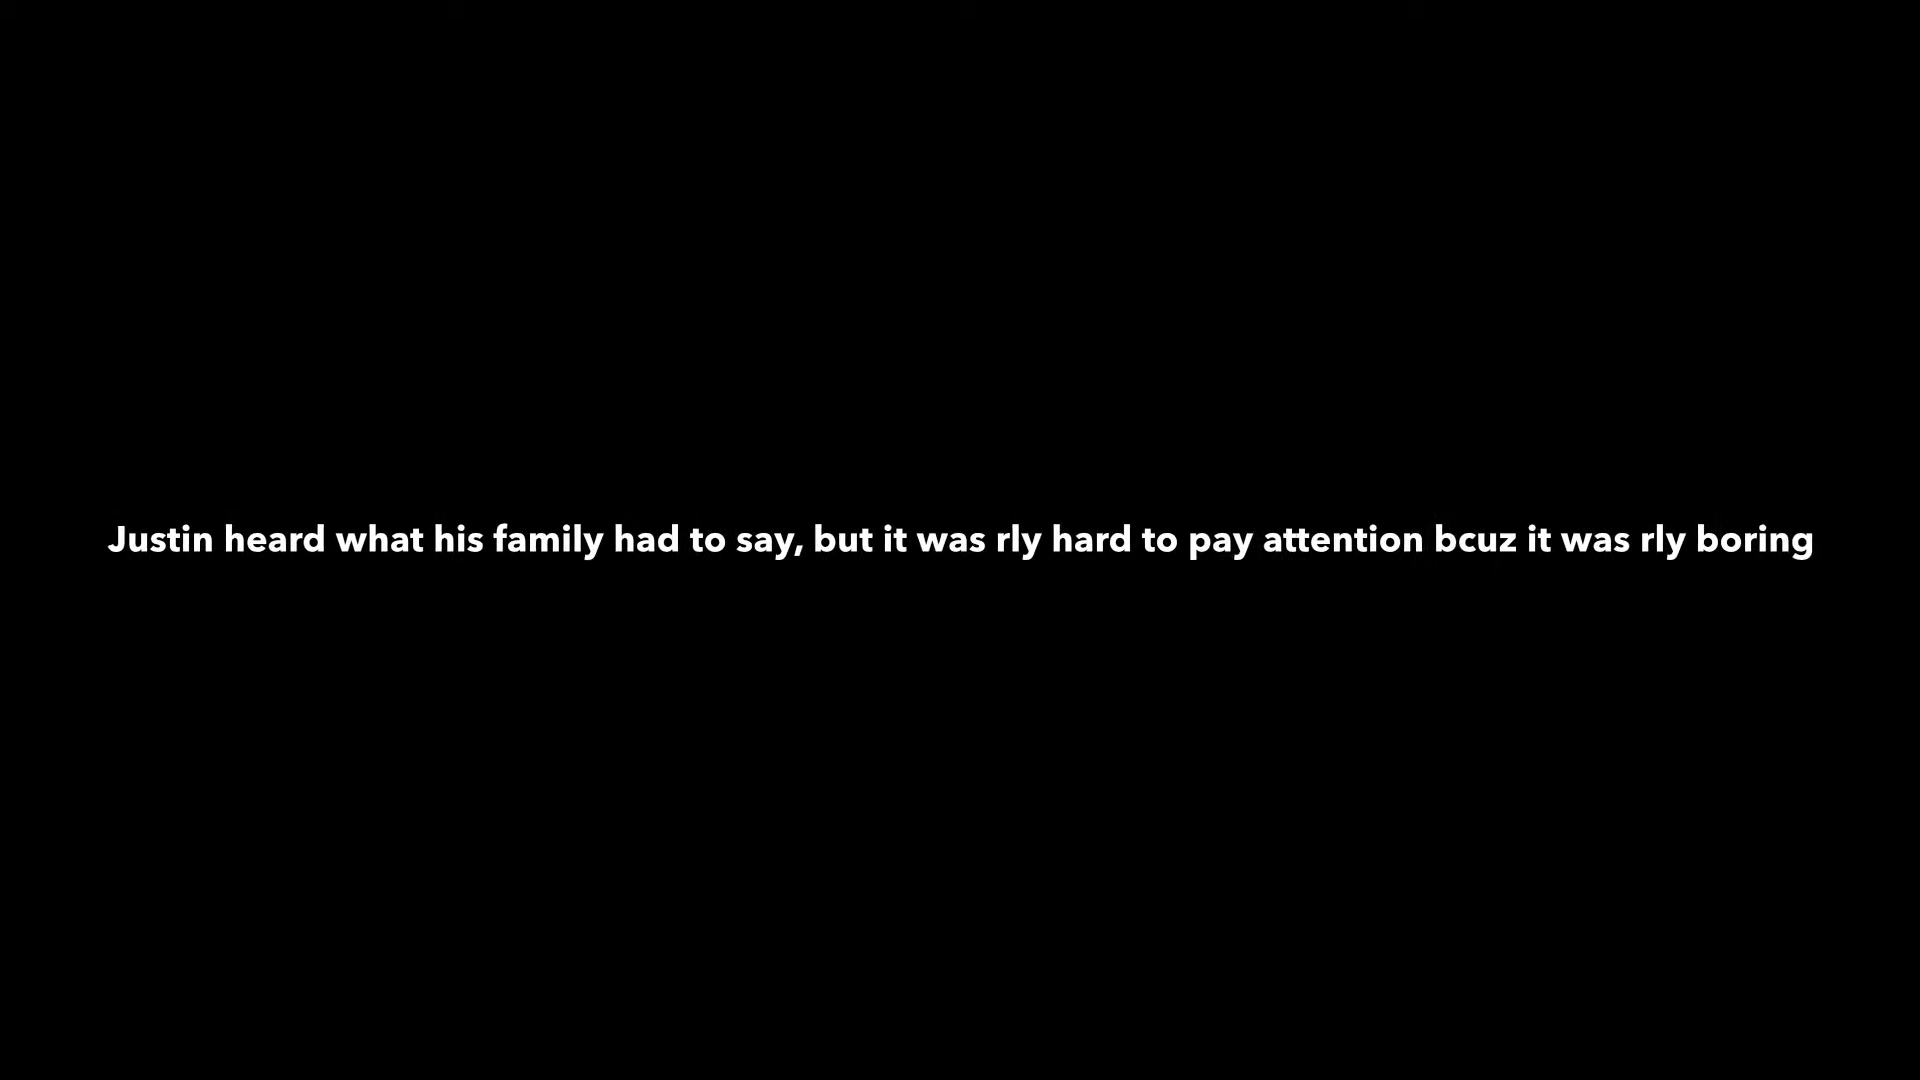 Justin heard what his family had to say, but it was rly hard to pay attention bcuz it was rly boring